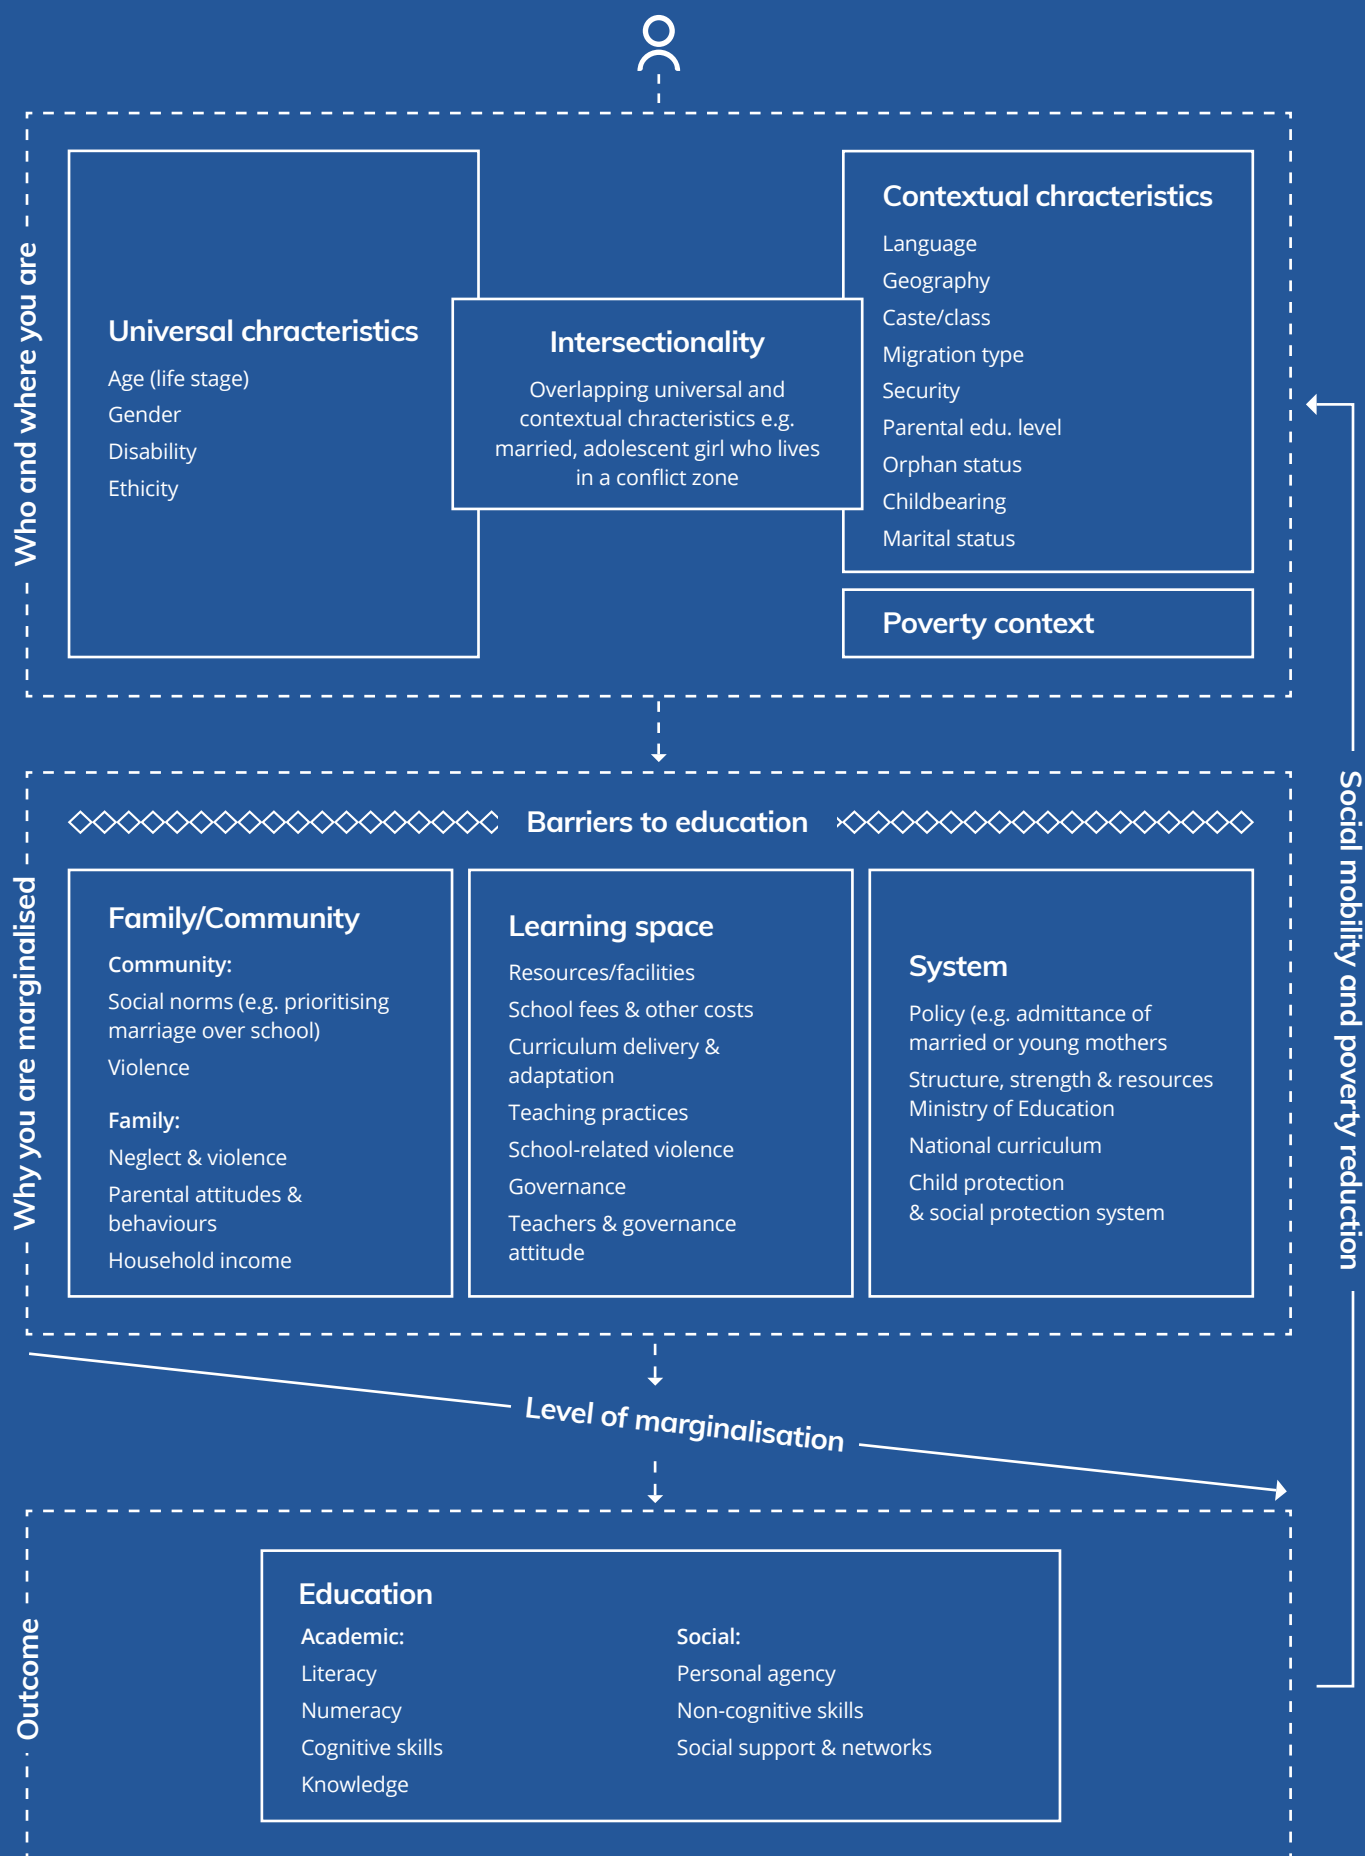 Who and where you are
Universal chracteristics
Age (life stage)
Gender
Disability
Ethicity
Intersectionality
Overlapping universal and
contextual chracteristics e.g.
married, adolescent girl who lives
in a conflict zone
Contextual chracteristics
Language
Geography
Caste/class
Migration type
Security
Parental edu. level
Orphan status
Childbearing
Marital status
Poverty context
Why you are marginalised
Barriers to education
Family/Community
Community:
Social norms (e.g. prioritising
marriage over school)
Violence
Family:
Neglect & violence
Parental attitudes &
behaviours
Household income
Learning space
Resources/facilities
School fees & other costs
Curriculum delivery &
adaptation
Teaching practices
School-related violence
Governance
Teachers & governance
attitude
System
Policy (e.g. admittance of
married or young mothers
Structure, strength & resources
Ministry of Education
National curriculum
Child protection
& social protection system
Social mobility and poverty reduction
Level of marginalisation
Outcome
Education
Academic:
Literacy
Numeracy
Cognitive skills
Knowledge
Social:
Personal agency
Non-cognitive skills
Social support & networks